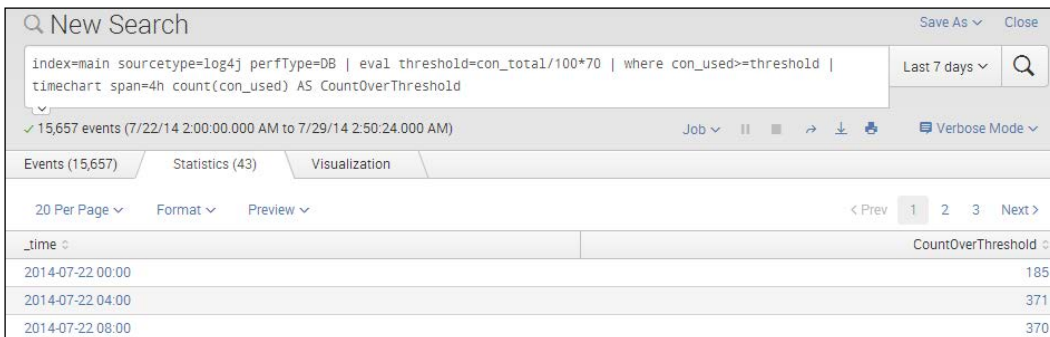 New Search
Save As Close
index=main sourcetype=log4j perfType=DB | eval threshold=con_total/100*70 | where con_used>=threshold |
timechart span=4h count(con_used) AS CountOverThreshold
Last 7 days
✓ 15,657 events (7/22/14 2:00:00.000 AM to 7/29/14 2:50:24.000 AM)
Job
Verbose Mode
Events (15,657) Statistics (43) Visualization
20 Per Page Format Preview
< Prev 1 2 3 Next >
_time CountOverThreshold
2014-07-22 00:00 185
2014-07-22 04:00 371
2014-07-22 08:00 370